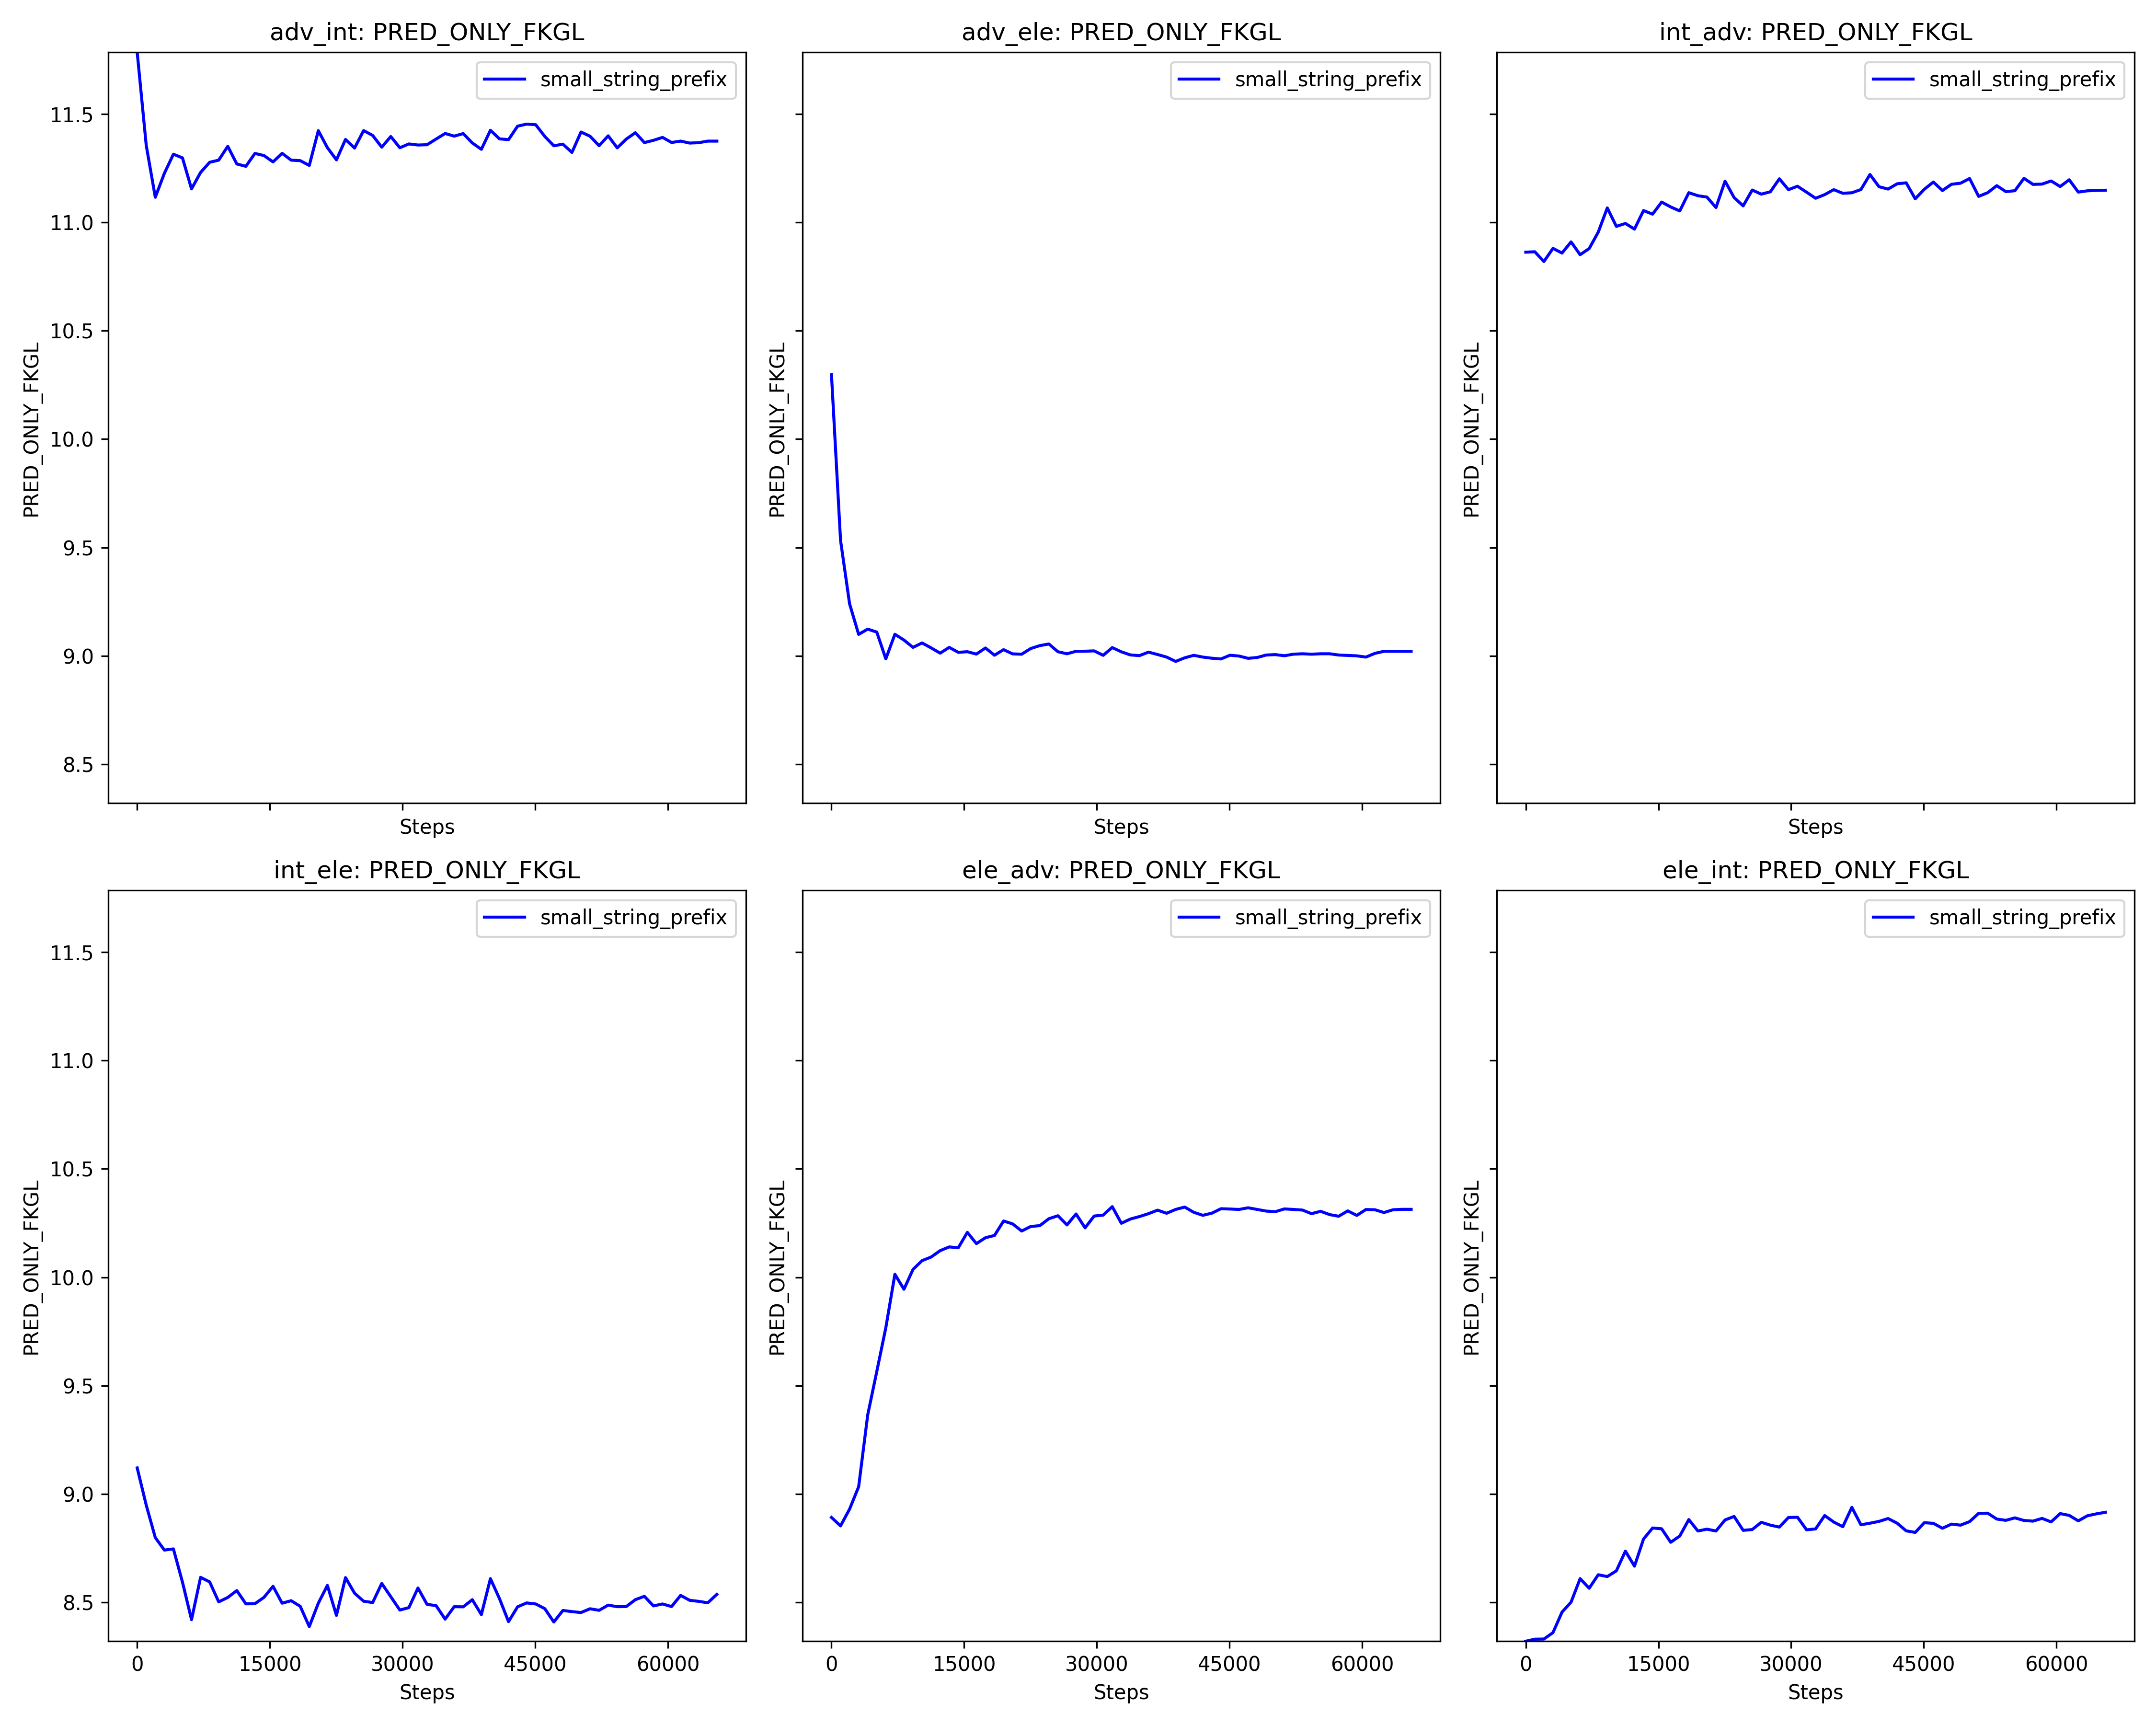 adv_int: PRED_ONLY_FKGL
adv_ele: PRED_ONLY_FKGL
int_adv: PRED_ONLY_FKGL
small_string_prefix
small_string_prefix
small_string_prefix
11.5
11.0
10.5
10.0
9.5
9.0
8.5
PRED_ONLY_FKGL
PRED_ONLY_FKGL
PRED_ONLY_FKGL
Steps
Steps
Steps
int_ele: PRED_ONLY_FKGL
ele_adv: PRED_ONLY_FKGL
ele_int: PRED_ONLY_FKGL
small_string_prefix
small_string_prefix
small_string_prefix
11.5
11.0
10.5
10.0
9.5
9.0
8.5
PRED_ONLY_FKGL
PRED_ONLY_FKGL
PRED_ONLY_FKGL
0 15000 30000 45000 60000
0 15000 30000 45000 60000
0 15000 30000 45000 60000
Steps
Steps
Steps